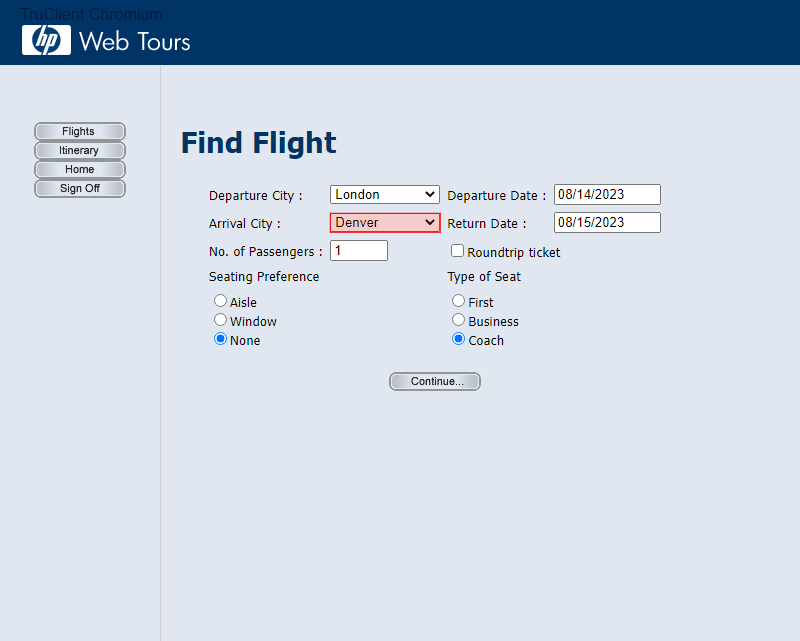 TruClient Chromium
hp Web Tours
Flights
Itinerary
Home
Sign Off
Find Flight
Departure City : London Departure Date : 08/14/2023
Arrival City : Denver Return Date : 08/15/2023
No. of Passengers : 1 Roundtrip ticket
Seating Preference Type of Seat
Aisle First
Window Business
None Coach
Continue...